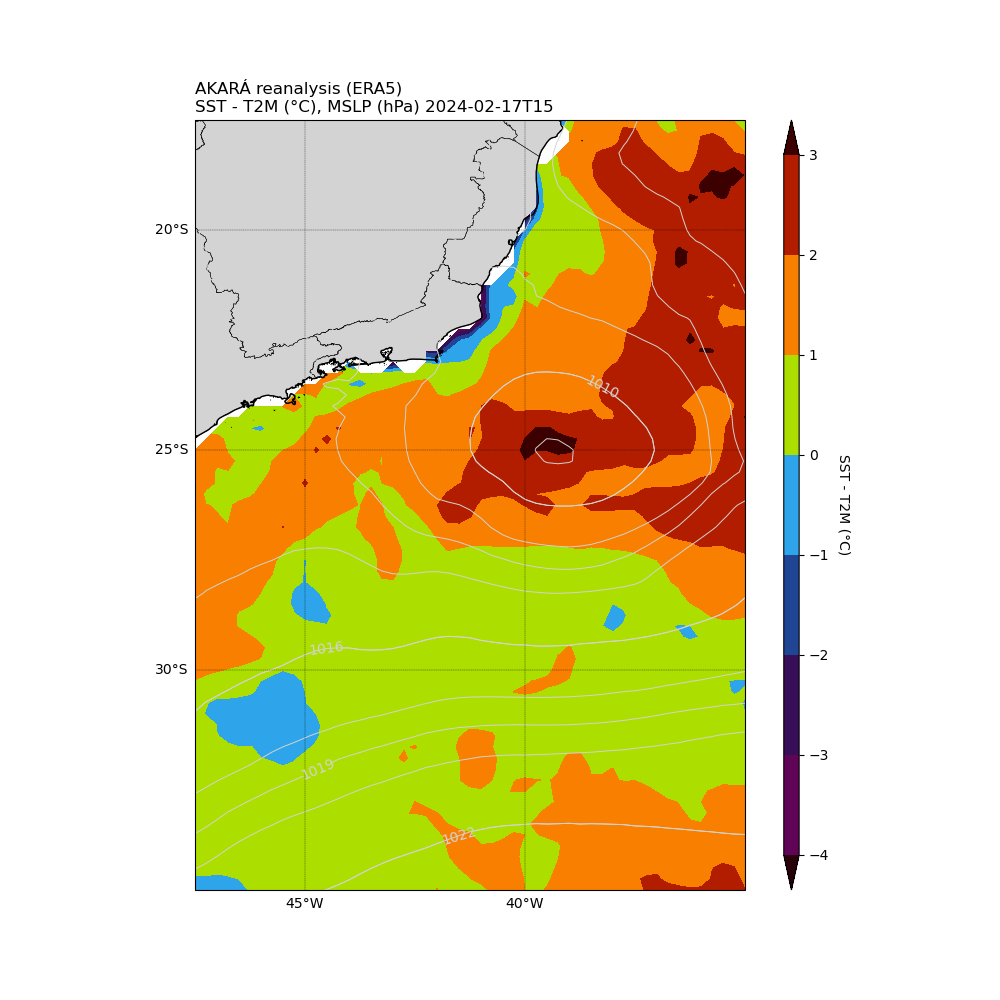 AKARÁ reanalysis (ERA5)
SST - T2M (°C), MSLP (hPa) 2024-02-17T15
3
20°S
2
1
1010
25°S
0
SST - T2M (°C)
−1
−2
1016
30°S
−3
1019
1022
−4
45°W
40°W